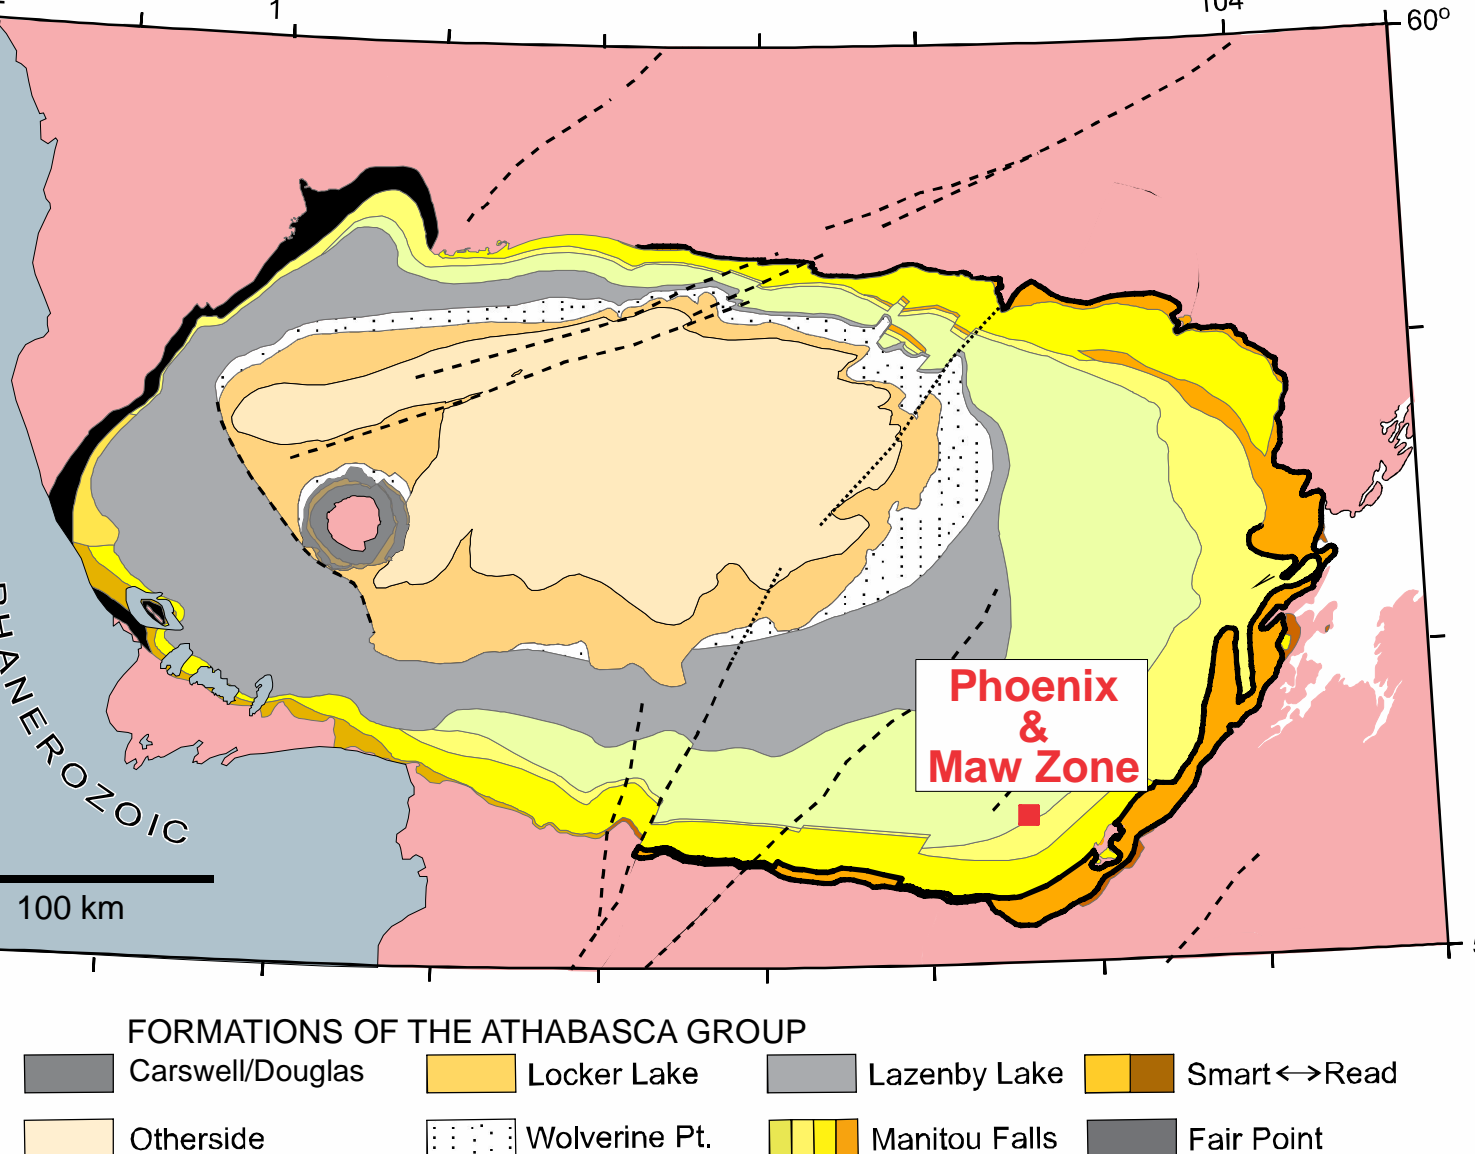 104
60°
PHANEROZOIC
Phoenix
&
Maw Zone
100 km
FORMATIONS OF THE ATHABASCA GROUP
Carswell/Douglas
Locker Lake
Lazenby Lake
Smart ↔ Read
Otherside
Wolverine Pt.
Manitou Falls
Fair Point